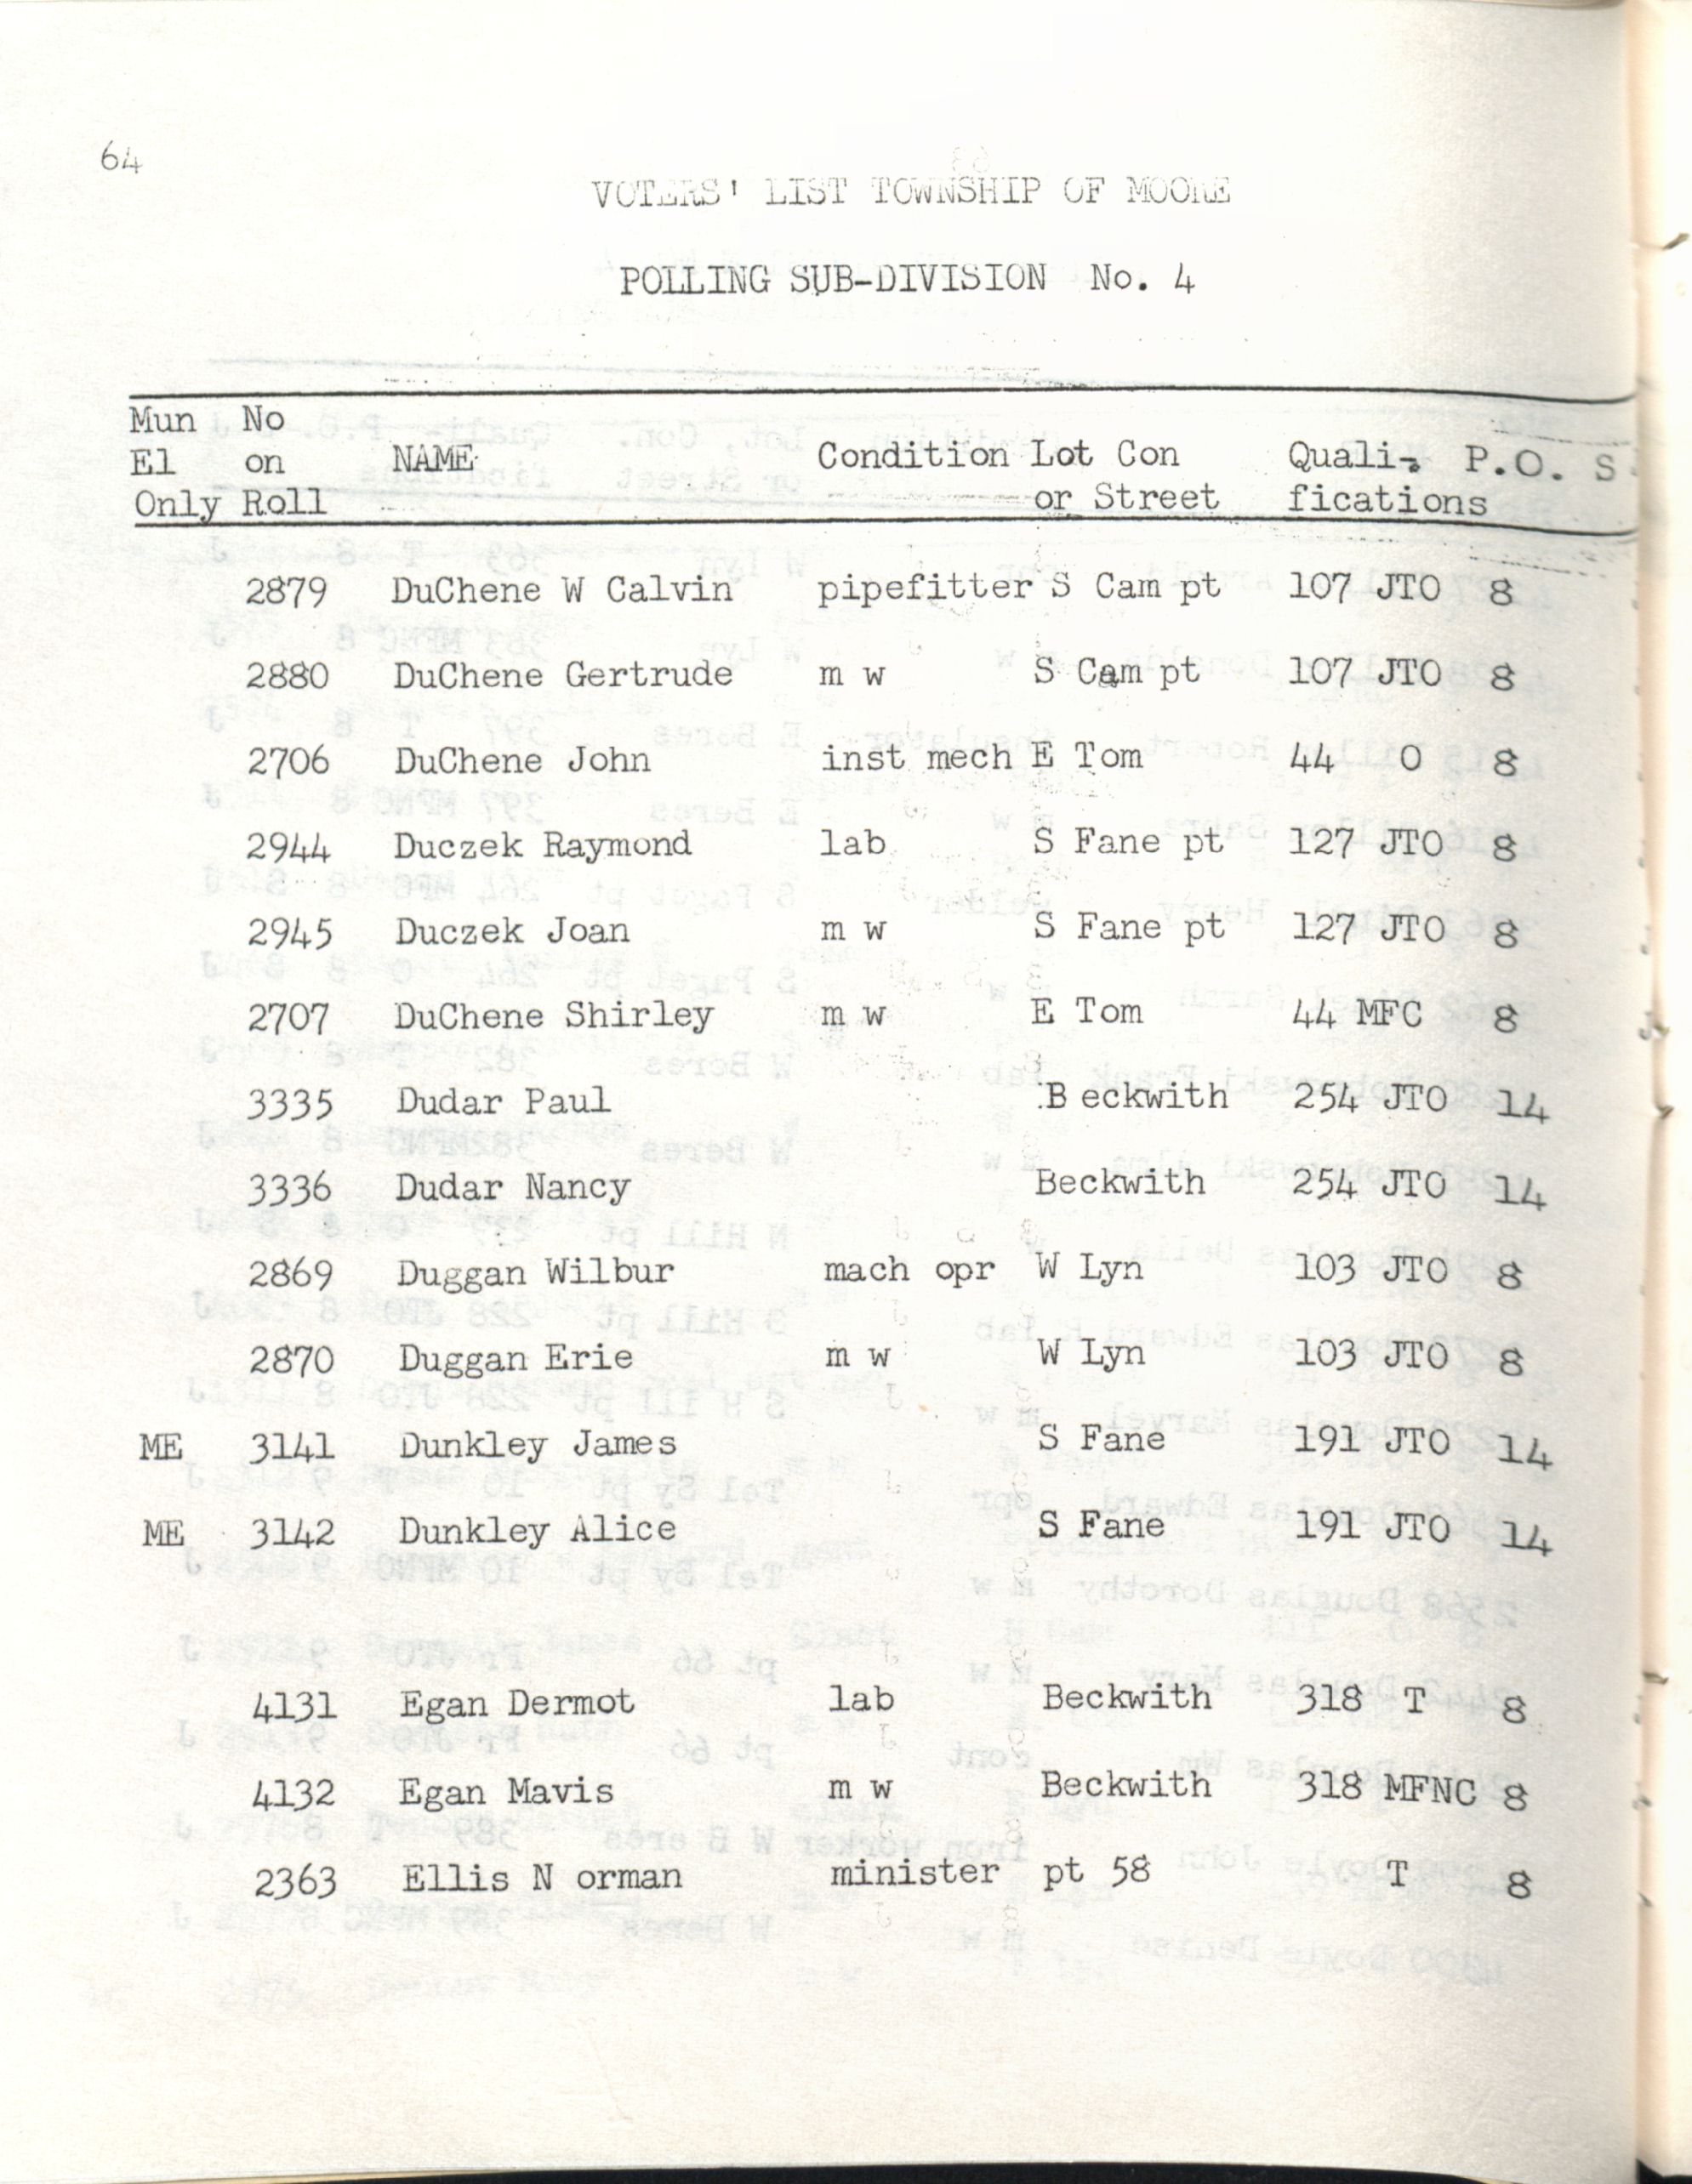 64
VOTERS' LIST TOWNSHIP OF MOORE
POLLING SUB-DIVISION No. 4
Mun No
El on NAME Condition Lot Con Quali- P.O. S
Only Roll or Street fications
2879 DuChene W Calvin pipefitter S Cam pt 107 JTO 8
2880 DuChene Gertrude m w S Cam pt 107 JTO 8
2706 DuChene John inst mech E Tom 44 O 8
2944 Duczek Raymond lab S Fane pt 127 JTO 8
2945 Duczek Joan m w S Fane pt 127 JTO 8
2707 DuChene Shirley m w E Tom 44 MFC 8
3335 Dudar Paul B eckwith 254 JTO 14
3336 Dudar Nancy Beckwith 254 JTO 14
2869 Duggan Wilbur mach opr W Lyn 103 JTO 8
2870 Duggan Erie m w W Lyn 103 JTO 8
ME 3141 Dunkley James S Fane 191 JTO 14
ME 3142 Dunkley Alice S Fane 191 JTO 14
4131 Egan Dermot lab Beckwith 318 T 8
4132 Egan Mavis m w Beckwith 318 MFNC 8
2363 Ellis N orman minister pt 58 T 8